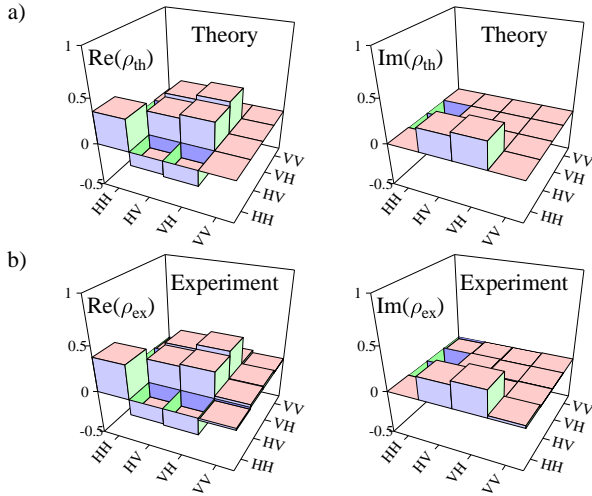 a)
Theory
Re(ρth)
1
0.5
0
-0.5
HH
HV
VH
VV
HH
HV
VH
VV
Theory
Im(ρth)
1
0.5
0
-0.5
HH
HV
VH
VV
HH
HV
VH
VV
b)
Experiment
Re(ρex)
1
0.5
0
-0.5
HH
HV
VH
VV
HH
HV
VH
VV
Experiment
Im(ρex)
1
0.5
0
-0.5
HH
HV
VH
VV
HH
HV
VH
VV